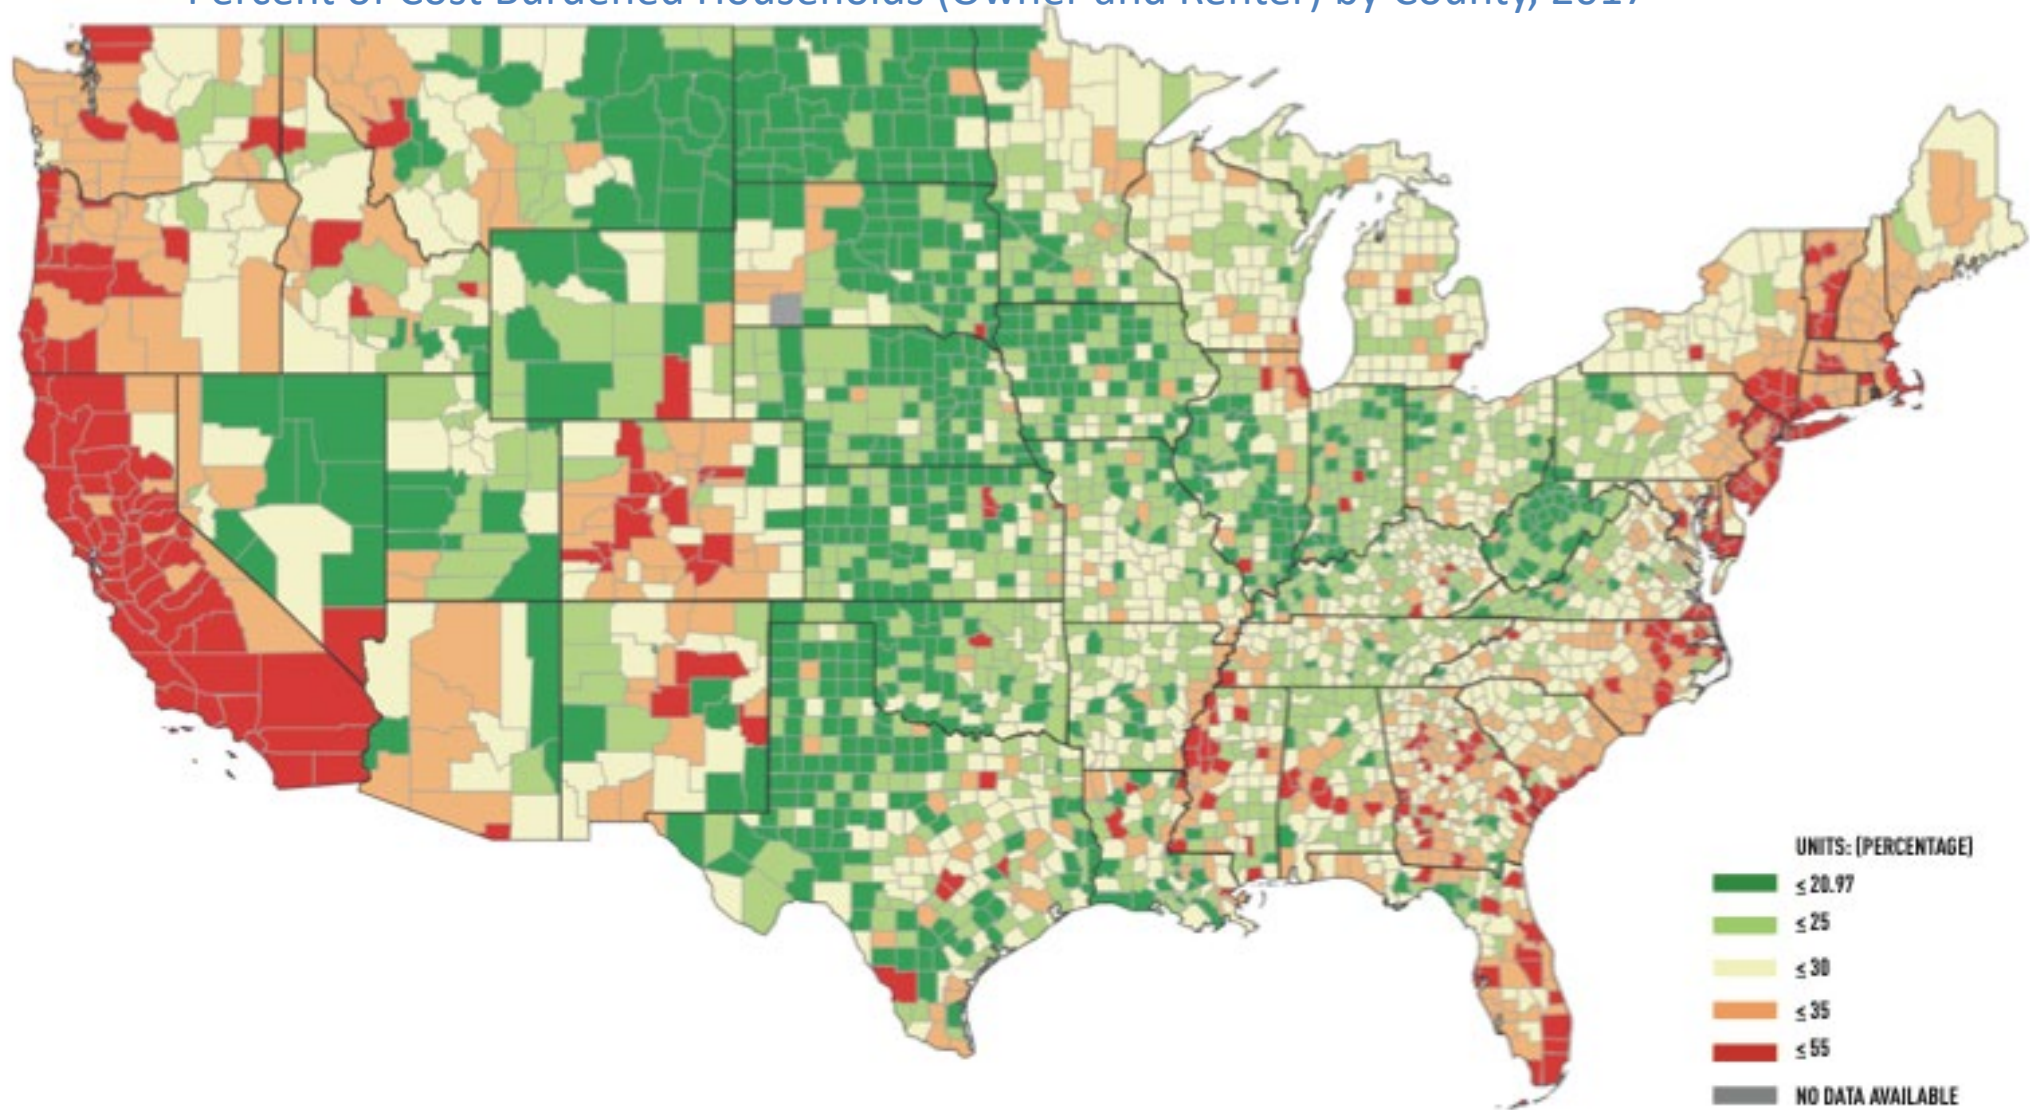 Percent of Cost Burdened Households (Owner and Renter) by County, 2017
UNITS: (PERCENTAGE)
≤ 20.97
≤ 25
≤ 30
≤ 35
≤ 55
NO DATA AVAILABLE